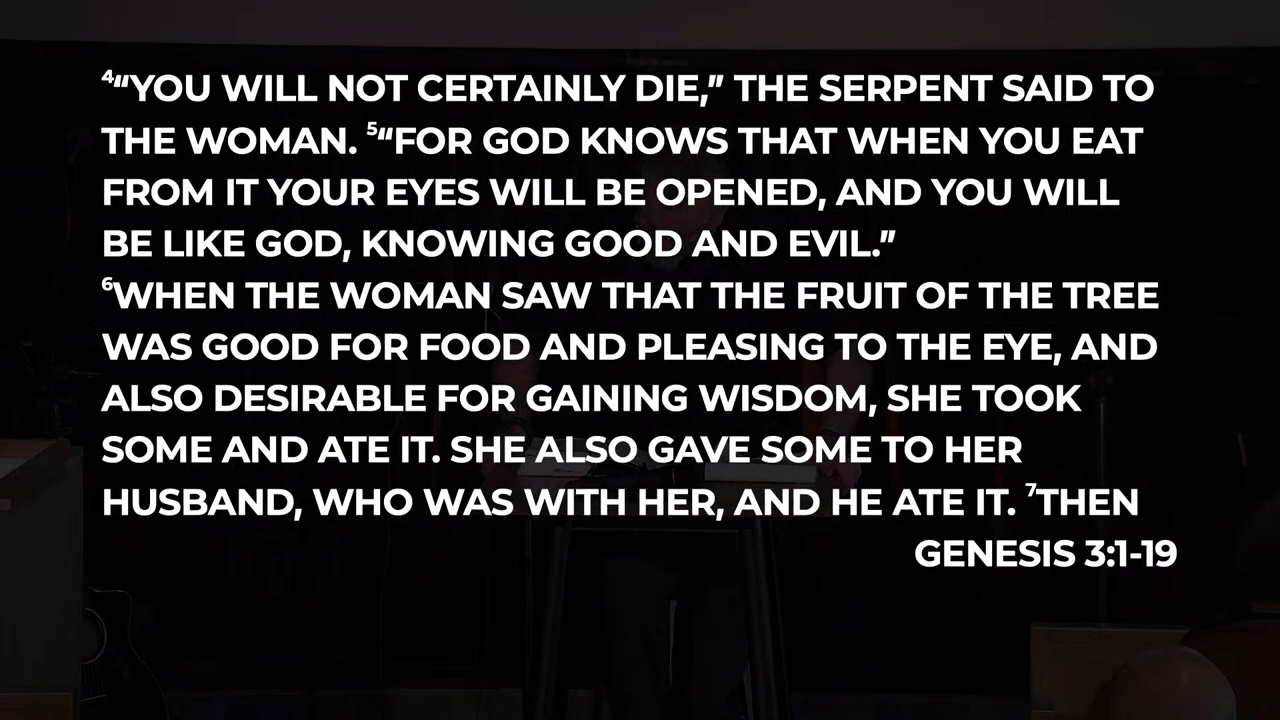 ⁴“YOU WILL NOT CERTAINLY DIE,” THE SERPENT SAID TO
THE WOMAN. ⁵“FOR GOD KNOWS THAT WHEN YOU EAT
FROM IT YOUR EYES WILL BE OPENED, AND YOU WILL
BE LIKE GOD, KNOWING GOOD AND EVIL.”
⁶WHEN THE WOMAN SAW THAT THE FRUIT OF THE TREE
WAS GOOD FOR FOOD AND PLEASING TO THE EYE, AND
ALSO DESIRABLE FOR GAINING WISDOM, SHE TOOK
SOME AND ATE IT. SHE ALSO GAVE SOME TO HER
HUSBAND, WHO WAS WITH HER, AND HE ATE IT. ⁷THEN
GENESIS 3:1-19